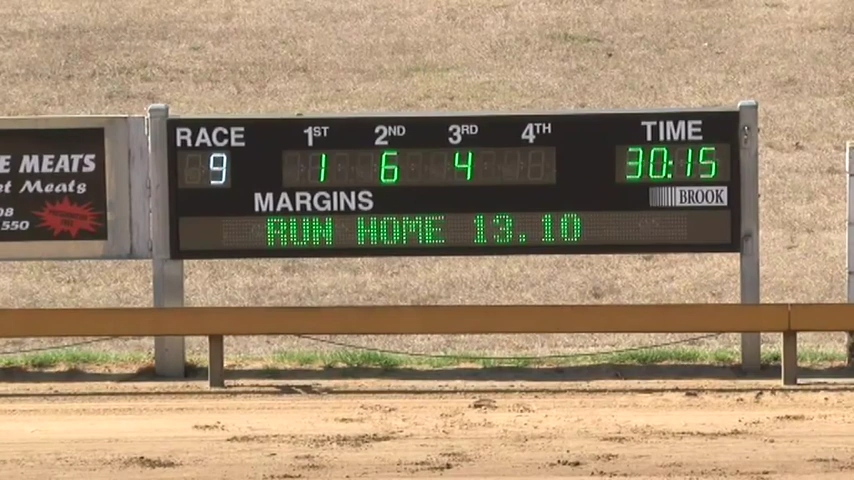 RACE 1ST 2ND 3RD 4TH TIME
9 1 6 4 30:15
MARGINS BROOK
RUN HOME 13.10
E MEATS
et Meats
08
550